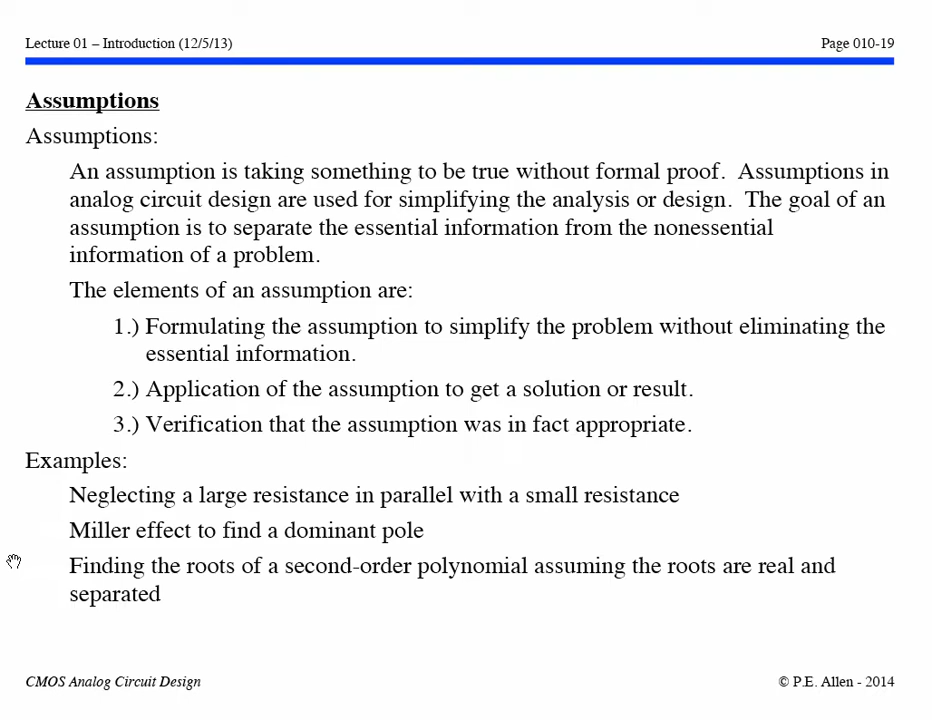 Lecture 01 – Introduction (12/5/13) Page 010-19
Assumptions
Assumptions:
An assumption is taking something to be true without formal proof. Assumptions in
analog circuit design are used for simplifying the analysis or design. The goal of an
assumption is to separate the essential information from the nonessential
information of a problem.
The elements of an assumption are:
1.) Formulating the assumption to simplify the problem without eliminating the
essential information.
2.) Application of the assumption to get a solution or result.
3.) Verification that the assumption was in fact appropriate.
Examples:
Neglecting a large resistance in parallel with a small resistance
Miller effect to find a dominant pole
Finding the roots of a second-order polynomial assuming the roots are real and
separated
CMOS Analog Circuit Design © P.E. Allen - 2014